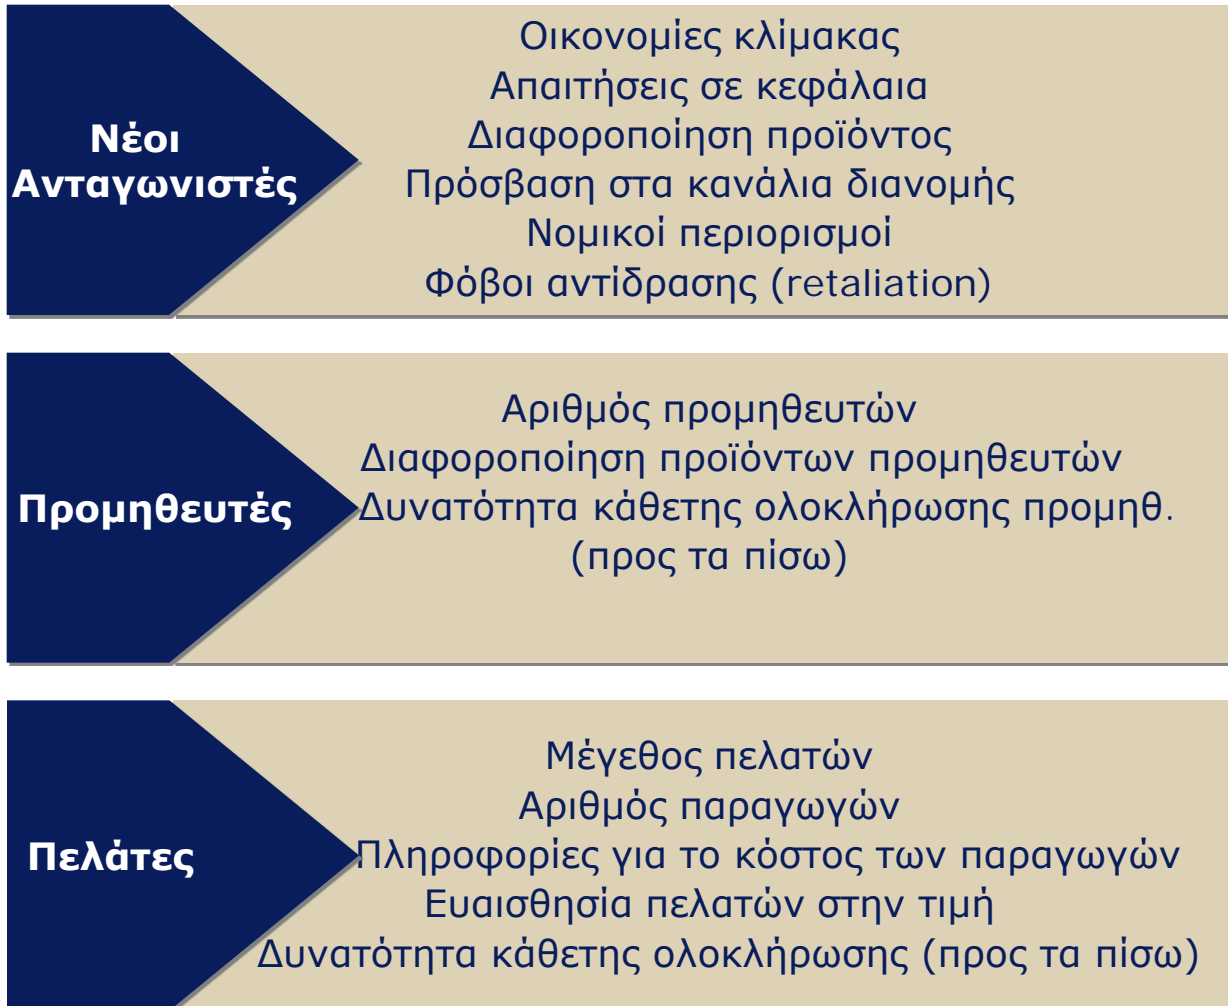 Νέοι
Ανταγωνιστές
Οικονομίες κλίμακας
Απαιτήσεις σε κεφάλαια
Διαφοροποίηση προϊόντος
Πρόσβαση στα κανάλια διανομής
Νομικοί περιορισμοί
Φόβοι αντίδρασης (retaliation)
Προμηθευτές
Αριθμός προμηθευτών
Διαφοροποίηση προϊόντων προμηθευτών
Δυνατότητα κάθετης ολοκλήρωσης προμηθ.
(προς τα πίσω)
Πελάτες
Μέγεθος πελατών
Αριθμός παραγωγών
Πληροφορίες για το κόστος των παραγωγών
Ευαισθησία πελατών στην τιμή
Δυνατότητα κάθετης ολοκλήρωσης (προς τα πίσω)